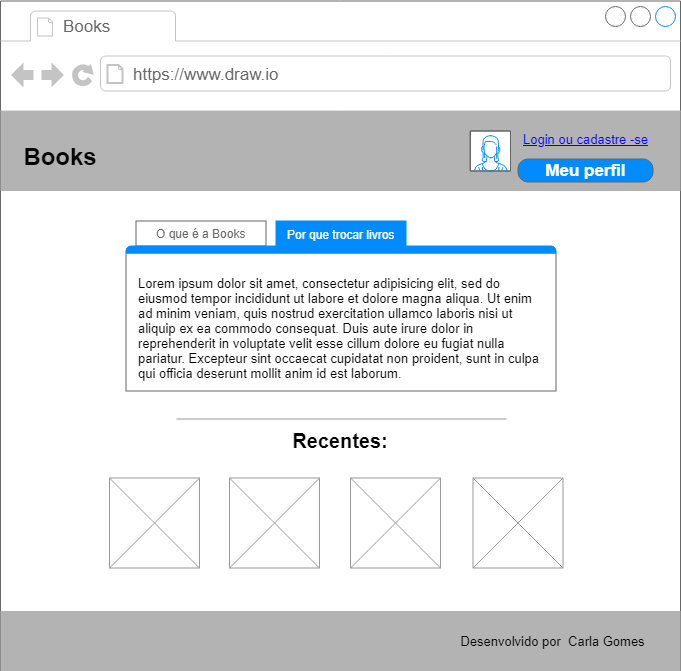 Books
https://www.draw.io
Books
Login ou cadastre -se
Meu perfil
O que é a Books
Por que trocar livros
Lorem ipsum dolor sit amet, consectetur adipisicing elit, sed do
eiusmod tempor incididunt ut labore et dolore magna aliqua. Ut enim
ad minim veniam, quis nostrud exercitation ullamco laboris nisi ut
aliquip ex ea commodo consequat. Duis aute irure dolor in
reprehenderit in voluptate velit esse cillum dolore eu fugiat nulla
pariatur. Excepteur sint occaecat cupidatat non proident, sunt in culpa
qui officia deserunt mollit anim id est laborum.
Recentes:
Desenvolvido por  Carla Gomes